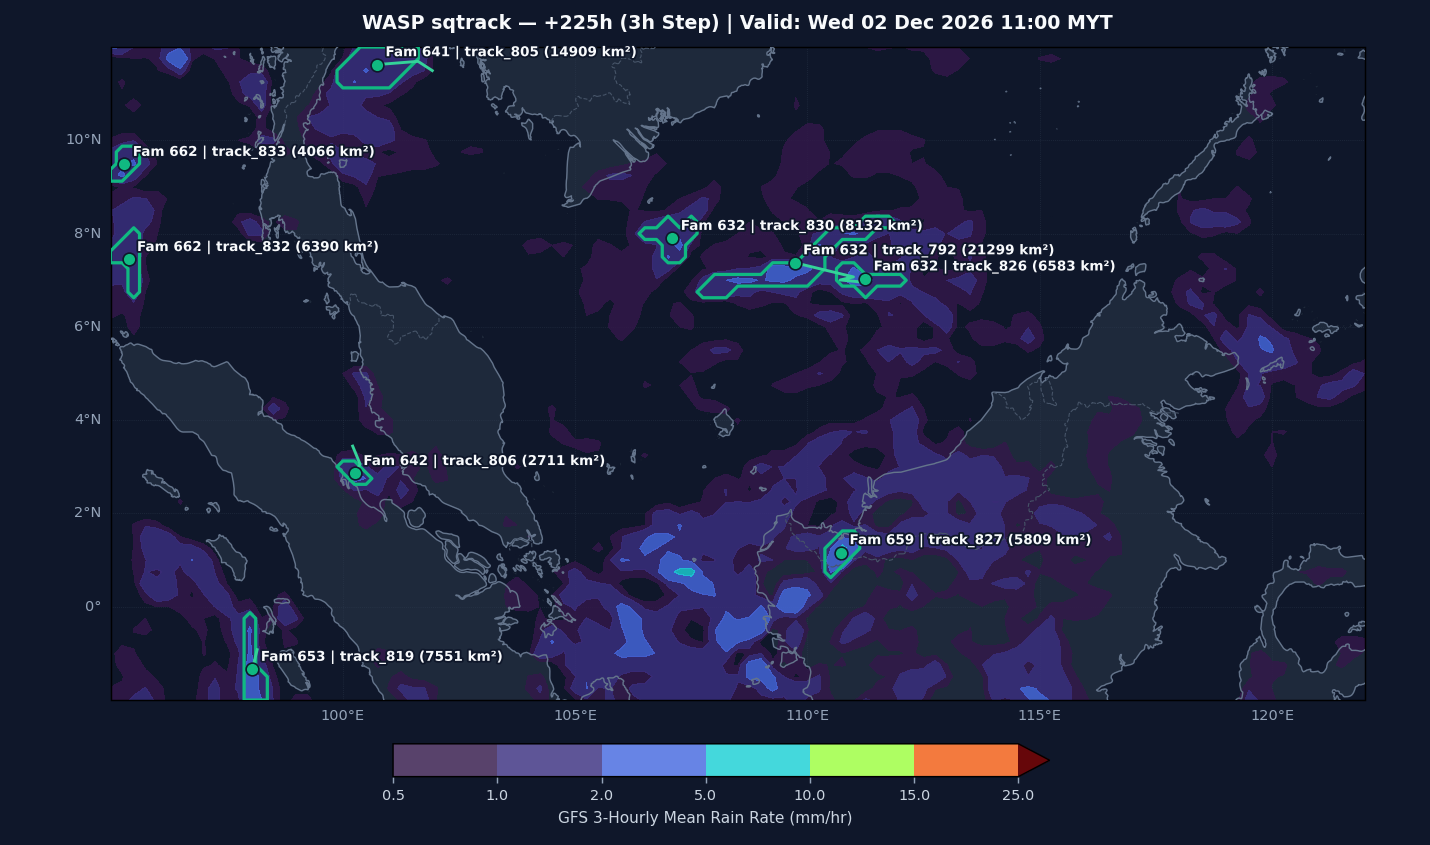 WASP sqtrack — +225h (3h Step) | Valid: Wed 02 Dec 2026 11:00 MYT
Fam 641 | track_805 (14909 km²)
10°N
Fam 662 | track_833 (4066 km²)
8°N
Fam 632 | track_830 (8132 km²)
Fam 662 | track_832 (6390 km²)
Fam 632 | track_792 (21299 km²)
Fam 632 | track_826 (6583 km²)
6°N
4°N
Fam 642 | track_806 (2711 km²)
2°N
Fam 659 | track_827 (5809 km²)
0°
Fam 653 | track_819 (7551 km²)
100°E 105°E 110°E 115°E 120°E
0.5 1.0 2.0 5.0 10.0 15.0 25.0
GFS 3-Hourly Mean Rain Rate (mm/hr)